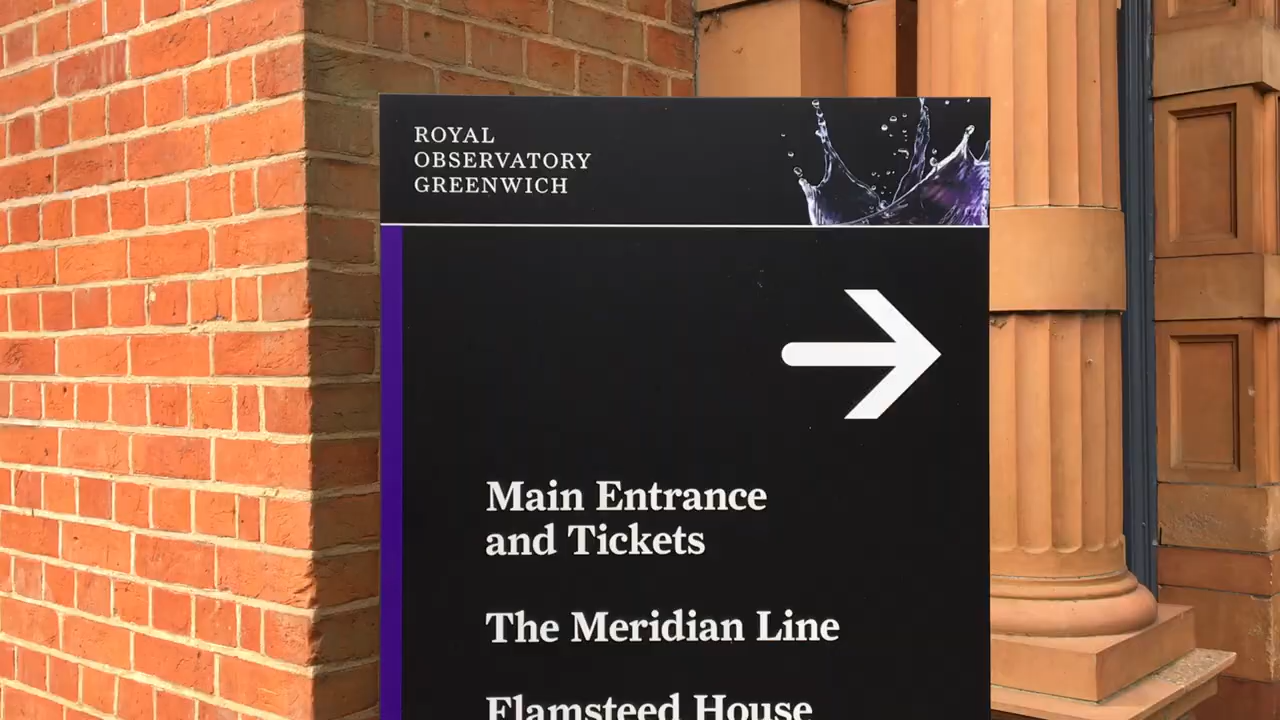 ROYAL
OBSERVATORY
GREENWICH
Main Entrance
and Tickets
The Meridian Line
Flamsteed House